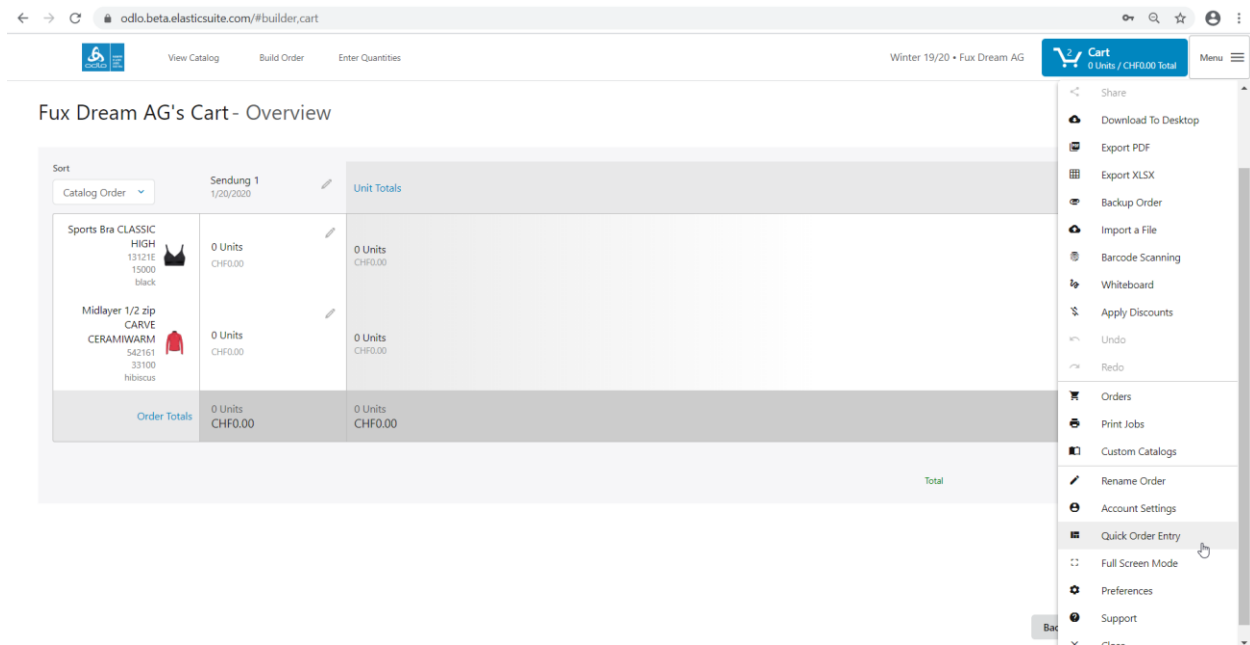 odlo.beta.elasticsuite.com/#builder,cart
odlo
View Catalog
Build Order
Enter Quantities
Winter 19/20 • Fux Dream AG
2
Cart
0 Units / CHF0.00 Total
Menu
Fux Dream AG's Cart - Overview
Sort
Catalog Order
Sendung 1
1/20/2020
Unit Totals
Sports Bra CLASSIC
HIGH
13121E
15000
black
0 Units
CHF0.00
0 Units
CHF0.00
Midlayer 1/2 zip
CARVE
CERAMIWARM
542161
33100
hibiscus
0 Units
CHF0.00
0 Units
CHF0.00
Order Totals
0 Units
CHF0.00
0 Units
CHF0.00
Total
Share
Download To Desktop
Export PDF
Export XLSX
Backup Order
Import a File
Barcode Scanning
Whiteboard
Apply Discounts
Undo
Redo
Orders
Print Jobs
Custom Catalogs
Rename Order
Account Settings
Quick Order Entry
Full Screen Mode
Preferences
Support